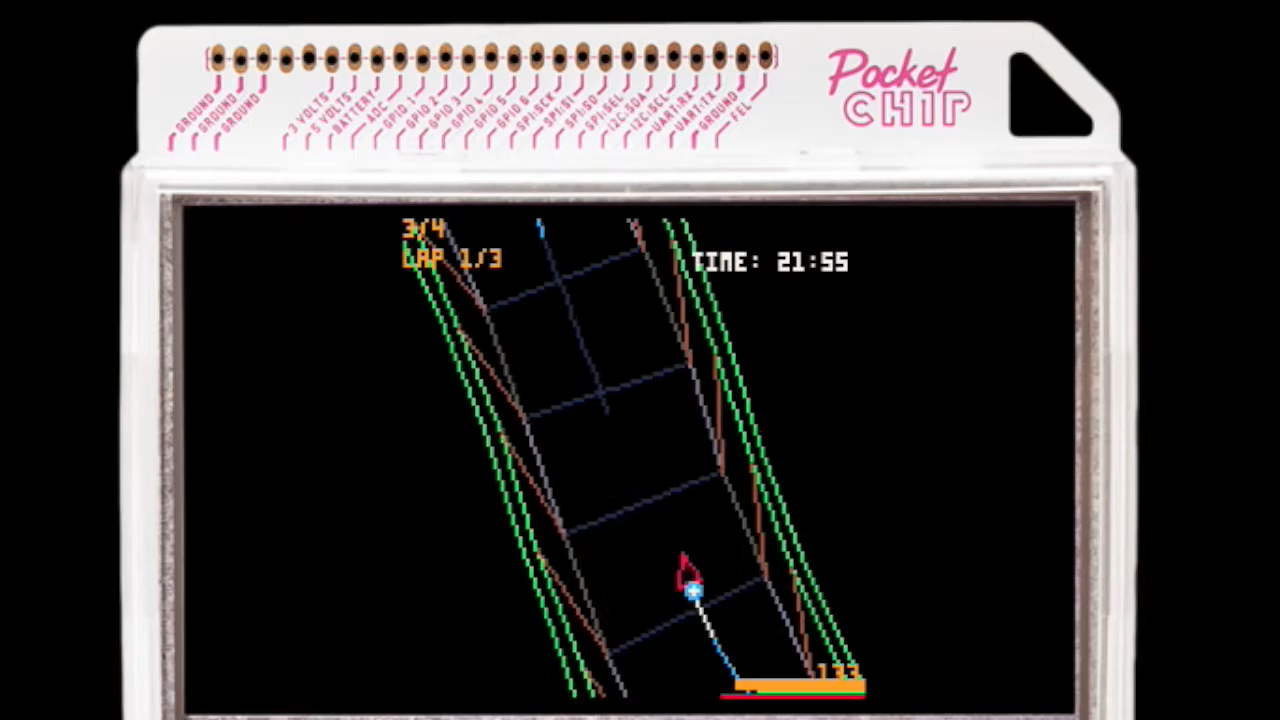 Pocket
CHIP
GROUND
GROUND
GROUND
3 VOLTS
5 VOLTS
BATTERY
ADC
GPIO 1
GPIO 2
GPIO 3
GPIO 4
GPIO 5
GPIO 6
SPI:SCK
SPI:SI
SPI:SO
SPI:SEL
I2C:SDA
I2C:SCL
UART:RX
UART:TX
GROUND
FEL
3/4
LAP 1/3
TIME: 21:55
133